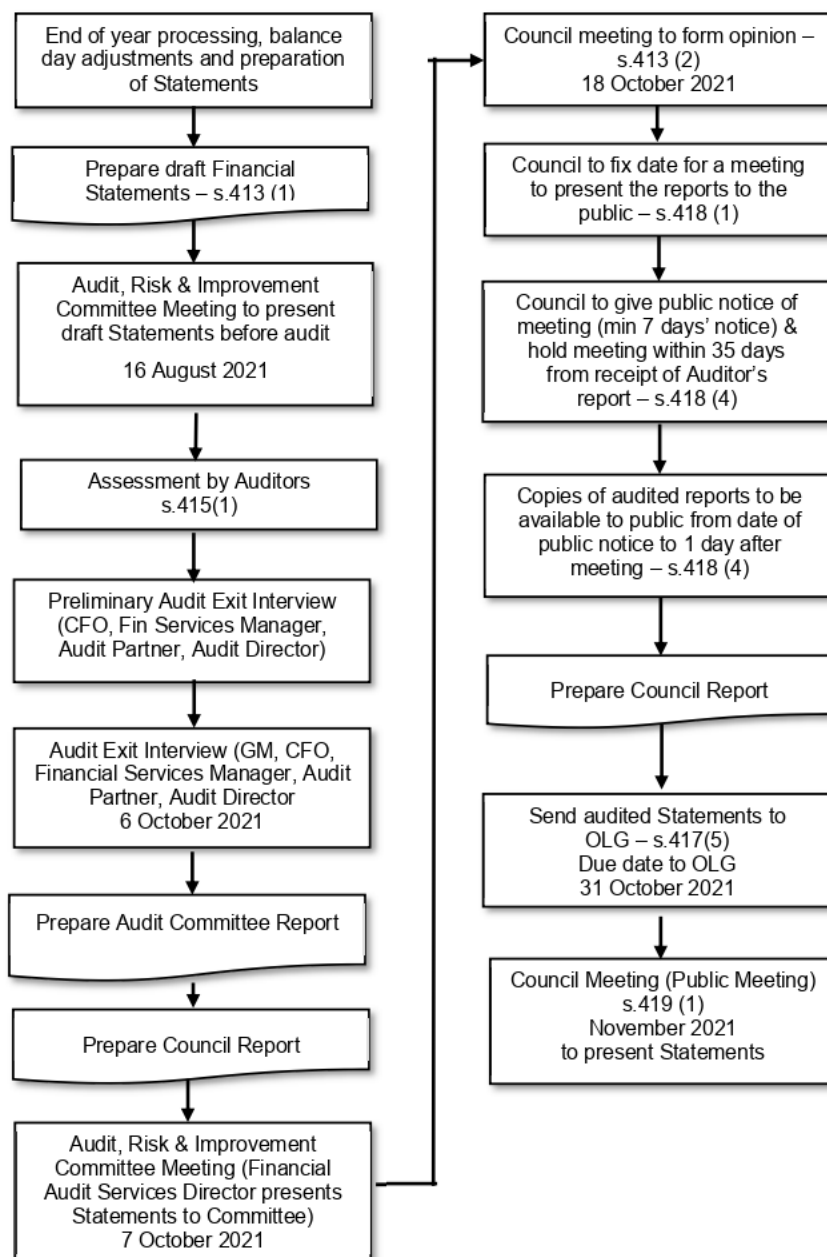 End of year processing, balance
day adjustments and preparation
of Statements
Prepare draft Financial
Statements – s.413 (1)
Audit, Risk & Improvement
Committee Meeting to present
draft Statements before audit
16 August 2021
Assessment by Auditors
s.415(1)
Preliminary Audit Exit Interview
(CFO, Fin Services Manager,
Audit Partner, Audit Director)
Audit Exit Interview (GM, CFO,
Financial Services Manager, Audit
Partner, Audit Director
6 October 2021
Prepare Audit Committee Report
Prepare Council Report
Audit, Risk & Improvement
Committee Meeting (Financial
Audit Services Director presents
Statements to Committee)
7 October 2021
Council meeting to form opinion –
s.413 (2)
18 October 2021
Council to fix date for a meeting
to present the reports to the
public – s.418 (1)
Council to give public notice of
meeting (min 7 days' notice) &
hold meeting within 35 days
from receipt of Auditor's
report – s.418 (4)
Copies of audited reports to be
available to public from date of
public notice to 1 day after
meeting – s.418 (4)
Prepare Council Report
Send audited Statements to
OLG – s.417(5)
Due date to OLG
31 October 2021
Council Meeting (Public Meeting)
s.419 (1)
November 2021
to present Statements